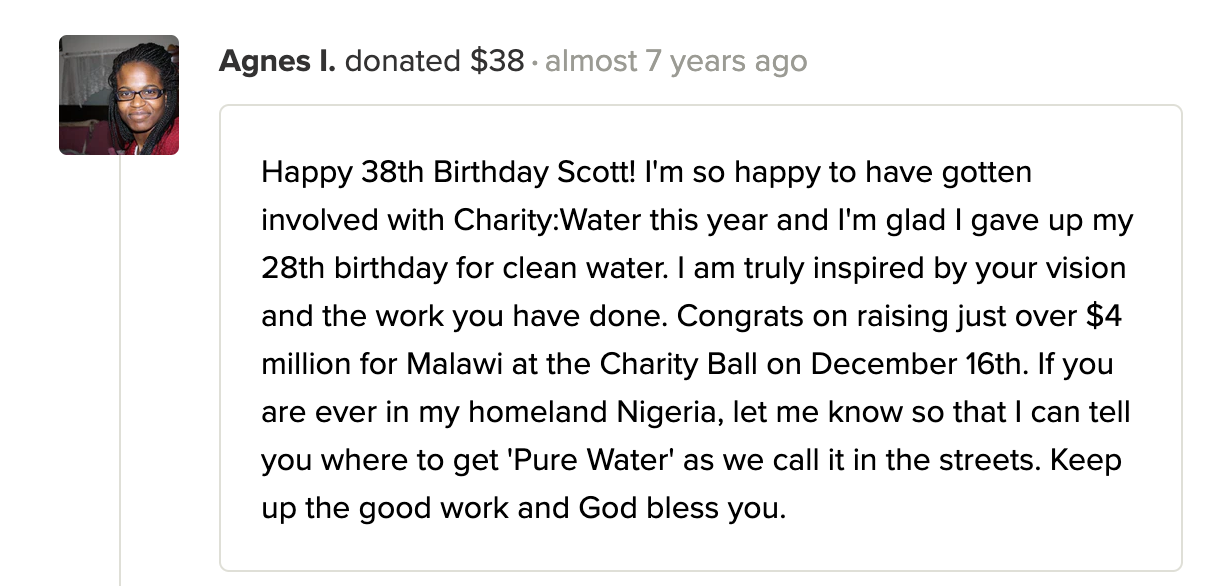 Agnes I. donated $38 · almost 7 years ago
Happy 38th Birthday Scott! I'm so happy to have gotten
involved with Charity:Water this year and I'm glad I gave up my
28th birthday for clean water. I am truly inspired by your vision
and the work you have done. Congrats on raising just over $4
million for Malawi at the Charity Ball on December 16th. If you
are ever in my homeland Nigeria, let me know so that I can tell
you where to get 'Pure Water' as we call it in the streets. Keep
up the good work and God bless you.